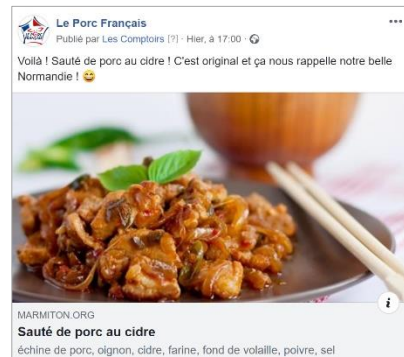 Le Porc Français
Publié par Les Comptoirs [?] · Hier, à 17:00 ·
Voilà ! Sauté de porc au cidre ! C'est original et ça nous rappelle notre belle
Normandie ! 😄
MARMITON.ORG
Sauté de porc au cidre
échine de porc, oignon, cidre, farine, fond de volaille, poivre, sel